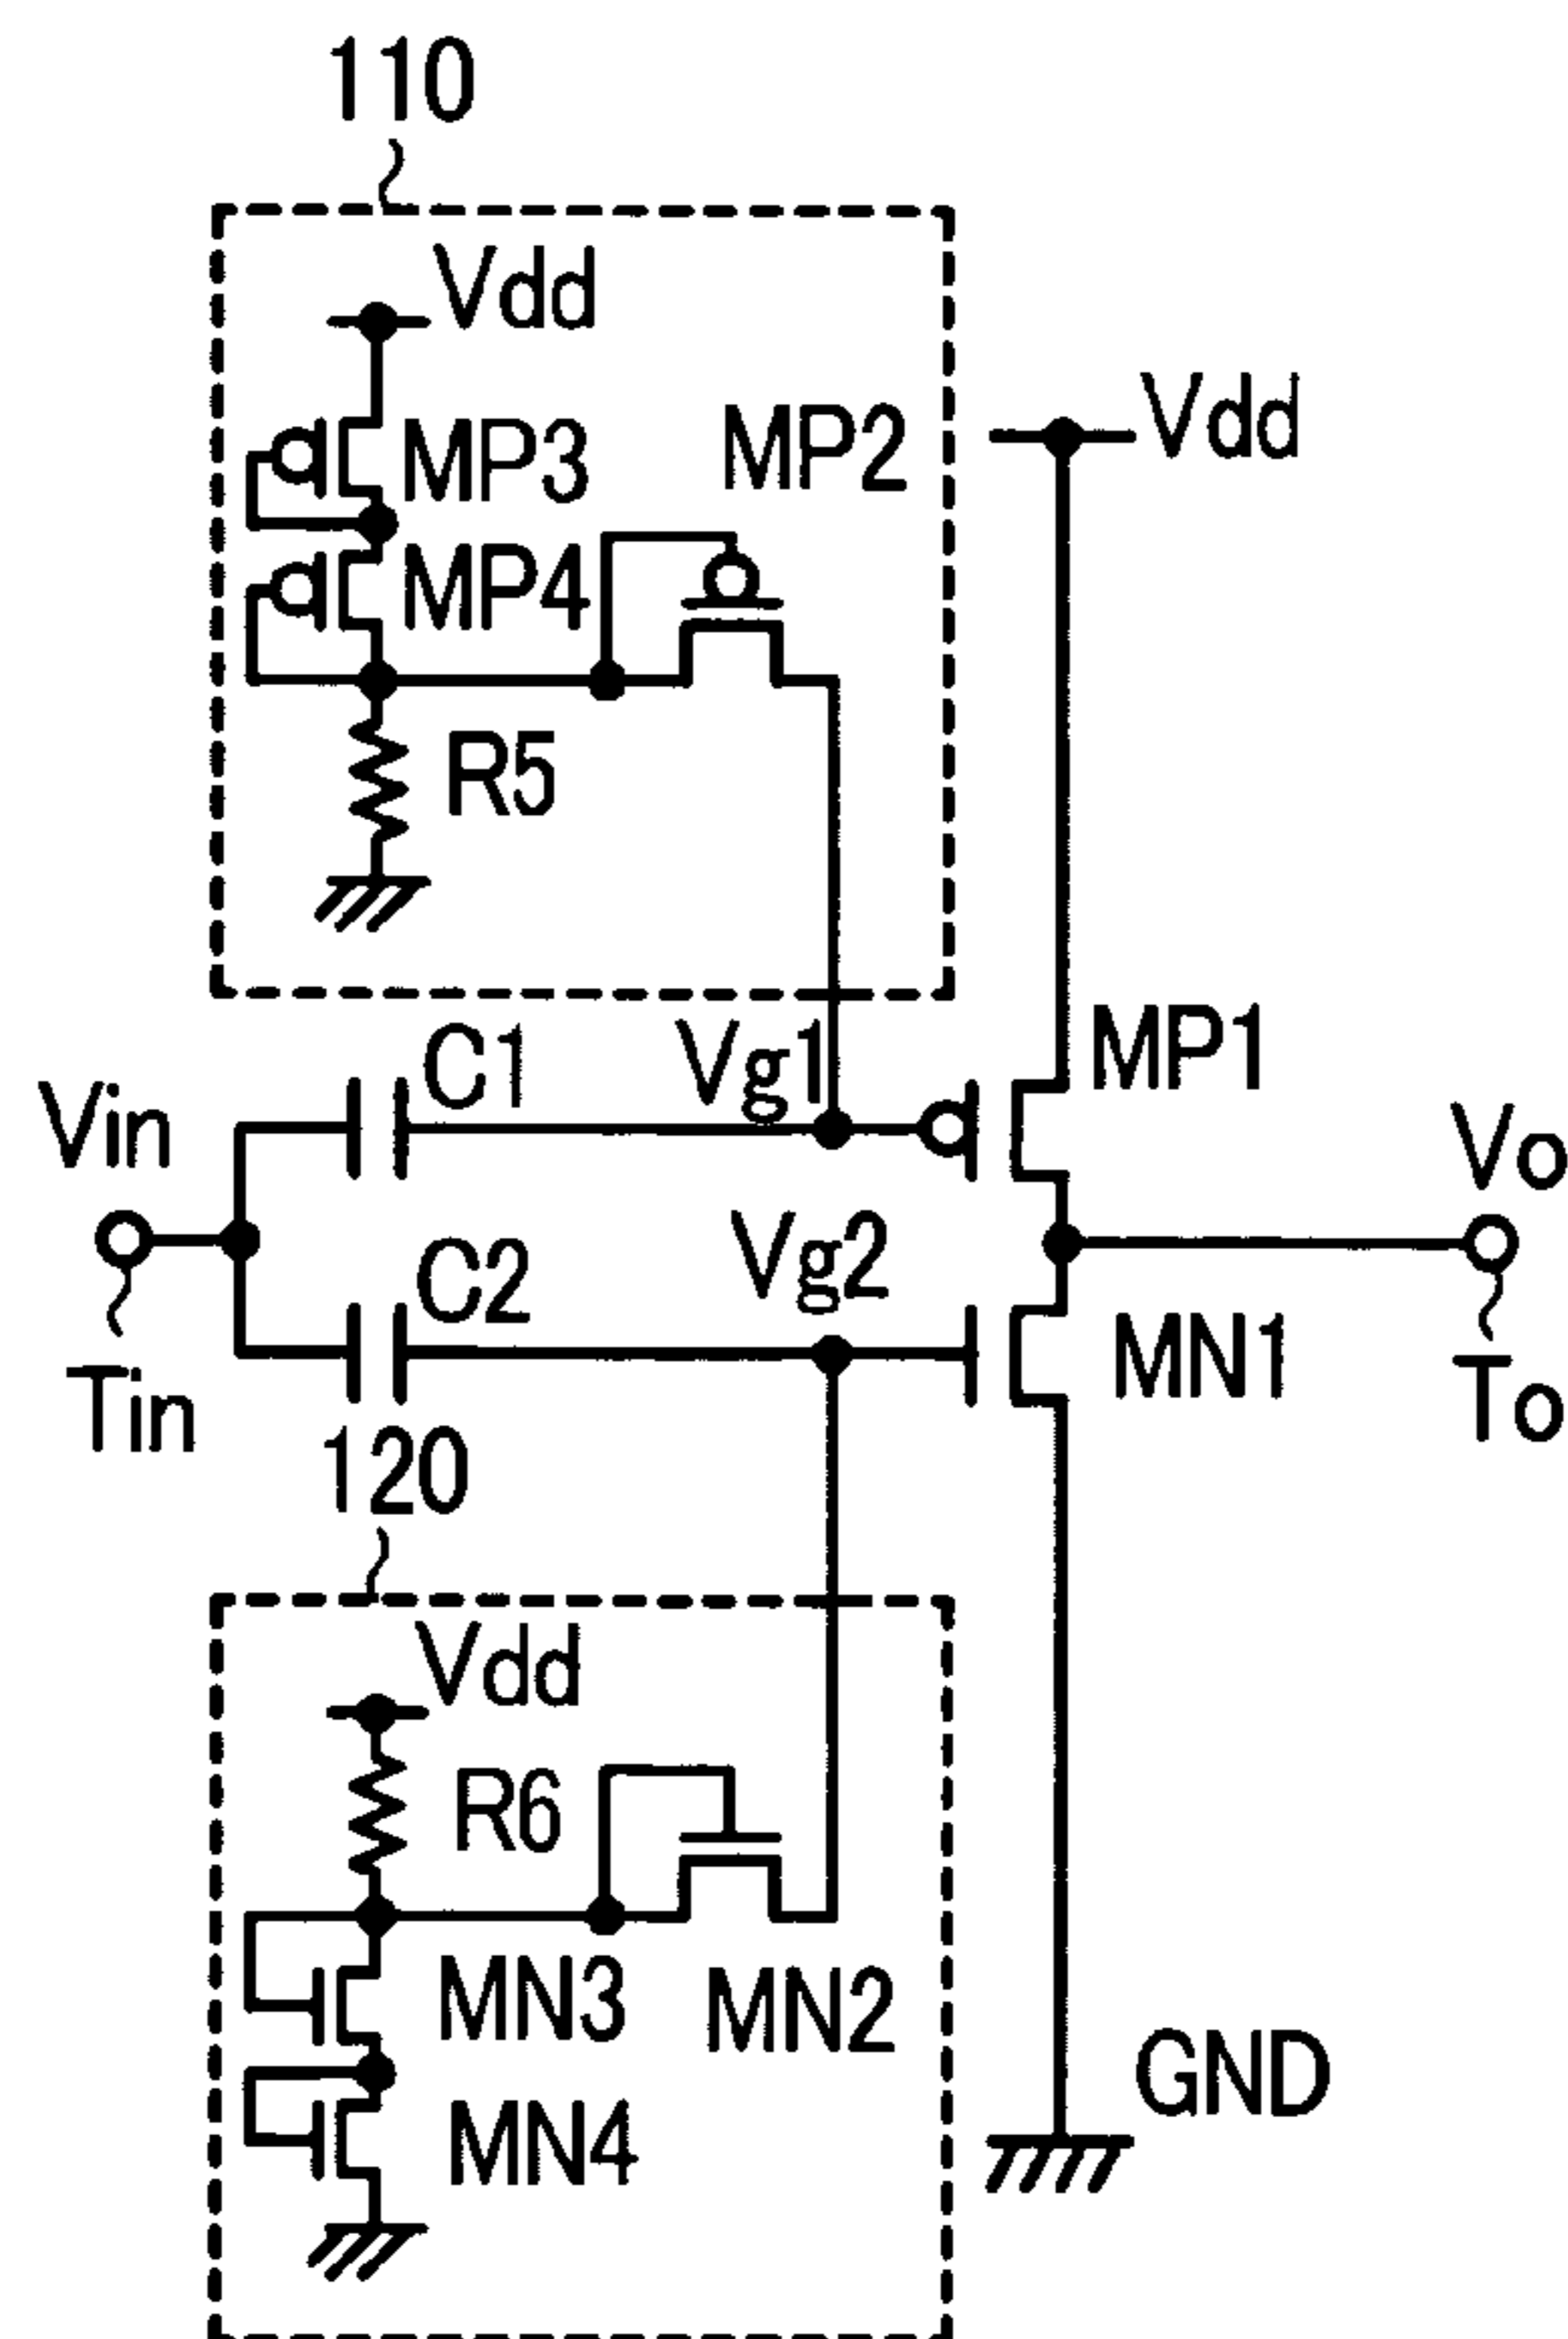 110
Vdd
Vdd
MP3
MP2
MP4
R5
C1
Vg1
MP1
Vin
Vo
C2
Vg2
MN1
Tin
To
120
Vdd
R6
MN3
MN2
GND
MN4